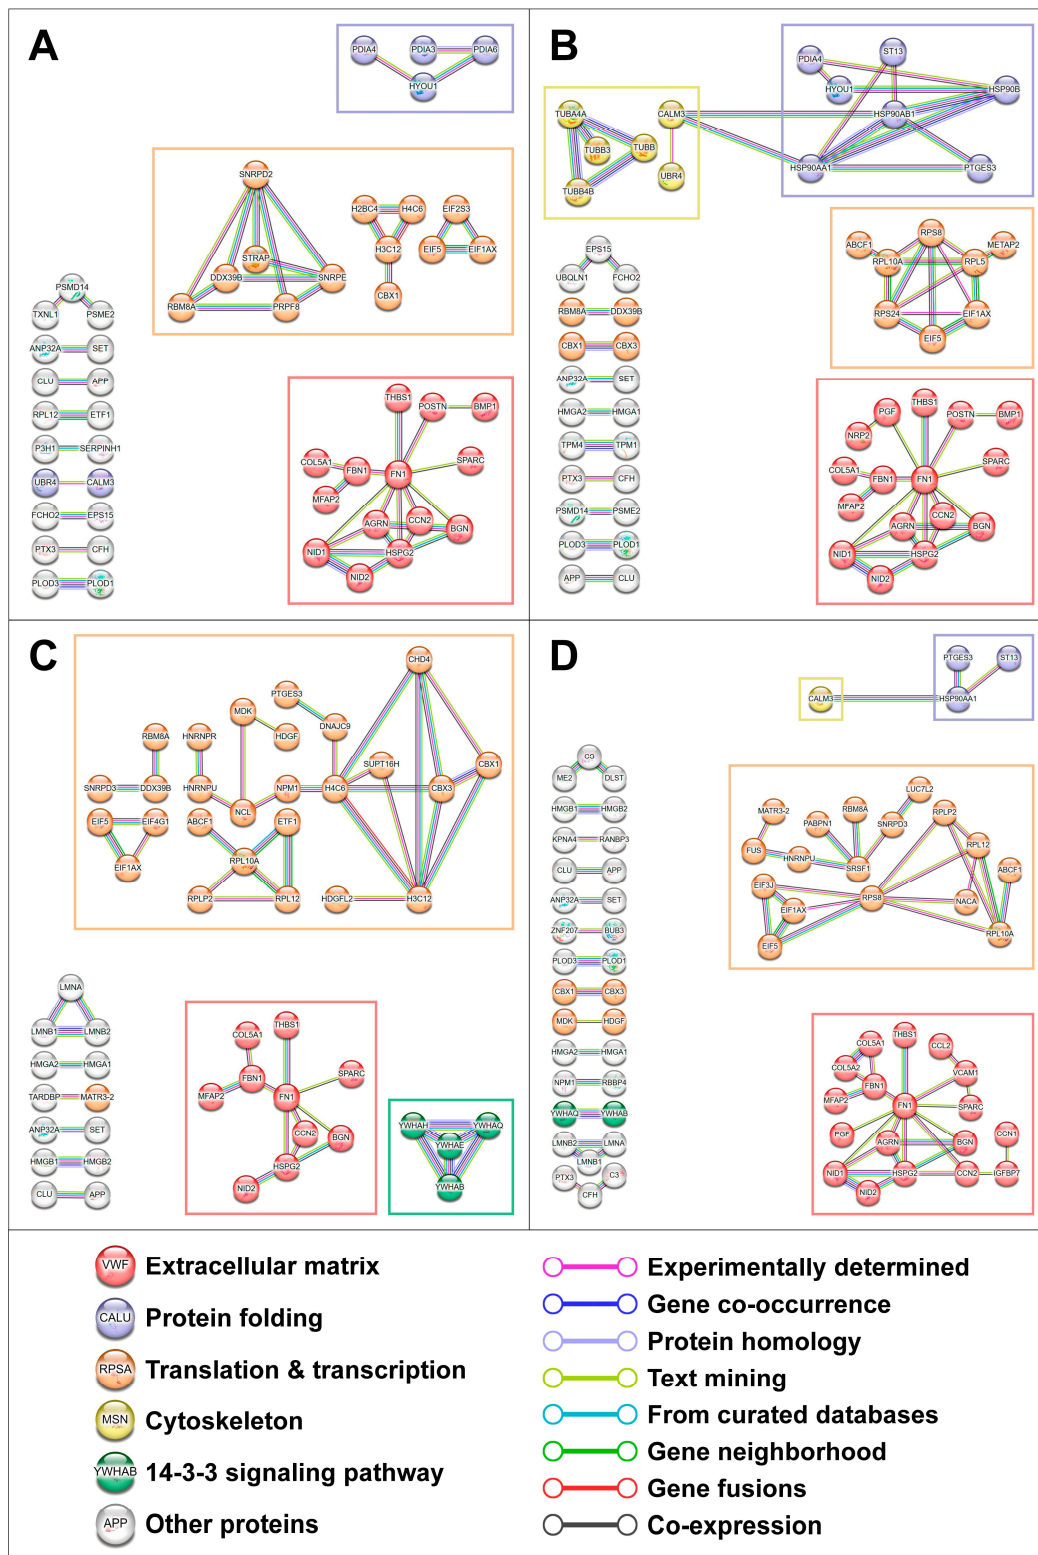 A
PDIA4
PDIA3
PDIA6
HYOU1
SNRPD2
STRAP
DDX39B
SNRPE
RBM8A
PRPF8
H2BC4
H4C6
H3C12
CBX1
EIF2S3
EIF5
EIF1AX
PSMD14
TXNL1
PSME2
ANP32A
SET
CLU
APP
RPL12
ETF1
P3H1
SERPINH1
UBR4
CALM3
FCHO2
EPS15
PTX3
CFH
PLOD3
PLOD1
THBS1
POSTN
BMP1
COL5A1
FBN1
FN1
SPARC
MFAP2
AGRN
CCN2
BGN
NID1
HSPG2
NID2
B
ST13
PDIA4
HYOU1
HSP90B
HSP90AB1
HSP90AA1
PTGES3
TUBA4A
CALM3
TUBB3
TUBB
UBR4
TUBB4B
RPS8
ABCF1
METAP2
RPL10A
RPL5
RPS24
EIF1AX
EIF5
EPS15
UBQLN1
FCHO2
RBM8A
DDX39B
CBX1
CBX3
ANP32A
SET
HMGA2
HMGA1
TPM4
TPM1
PTX3
CFH
PSMD14
PSME2
PLOD3
PLOD1
APP
CLU
THBS1
PGF
POSTN
BMP1
NRP2
COL5A1
FBN1
FN1
SPARC
MFAP2
AGRN
CCN2
BGN
NID1
HSPG2
NID2
C
CHD4
PTGES3
MDK
DNAJC9
RBM8A
HNRNPR
HDGF
SUPT16H
CBX1
SNRPD3
DDX39B
HNRNPU
NPM1
H4C6
CBX3
NCL
EIF5
EIF4G1
ABCF1
ETF1
EIF1AX
RPL10A
RPLP2
RPL12
HDGFL2
H3C12
LMNA
LMNB1
LMNB2
HMGA2
HMGA1
TARDBP
MATR3-2
ANP32A
SET
HMGB1
HMGB2
CLU
APP
THBS1
COL5A1
FBN1
SPARC
MFAP2
FN1
CCN2
BGN
HSPG2
NID2
YWHAH
YWHAQ
YWHAE
YWHAB
D
PTGES3
ST13
CALM3
HSP90AA1
C3
ME2
DLST
HMGB1
HMGB2
KPNA4
RANBP3
CLU
APP
ANP32A
SET
ZNF207
BUB3
PLOD3
PLOD1
CBX1
CBX3
MDK
HDGF
HMGA2
HMGA1
NPM1
RBBP4
YWHAQ
YWHAB
LMNB2
LMNA
LMNB1
PTX3
C3
CFH
LUC7L2
MATR3-2
RBM8A
RPLP2
PABPN1
SNRPD3
FUS
RPL12
HNRNPU
SRSF1
ABCF1
EIF3J
RPS8
NACA
EIF1AX
EIF5
RPL10A
THBS1
COL5A1
CCL2
COL5A2
FBN1
VCAM1
MFAP2
FN1
SPARC
PGF
AGRN
BGN
CCN1
NID1
HSPG2
CCN2
IGFBP7
NID2
VWF Extracellular matrix
CALU Protein folding
RPSA Translation & transcription
MSN Cytoskeleton
YWHAB 14-3-3 signaling pathway
APP Other proteins
Experimentally determined
Gene co-occurrence
Protein homology
Text mining
From curated databases
Gene neighborhood
Gene fusions
Co-expression